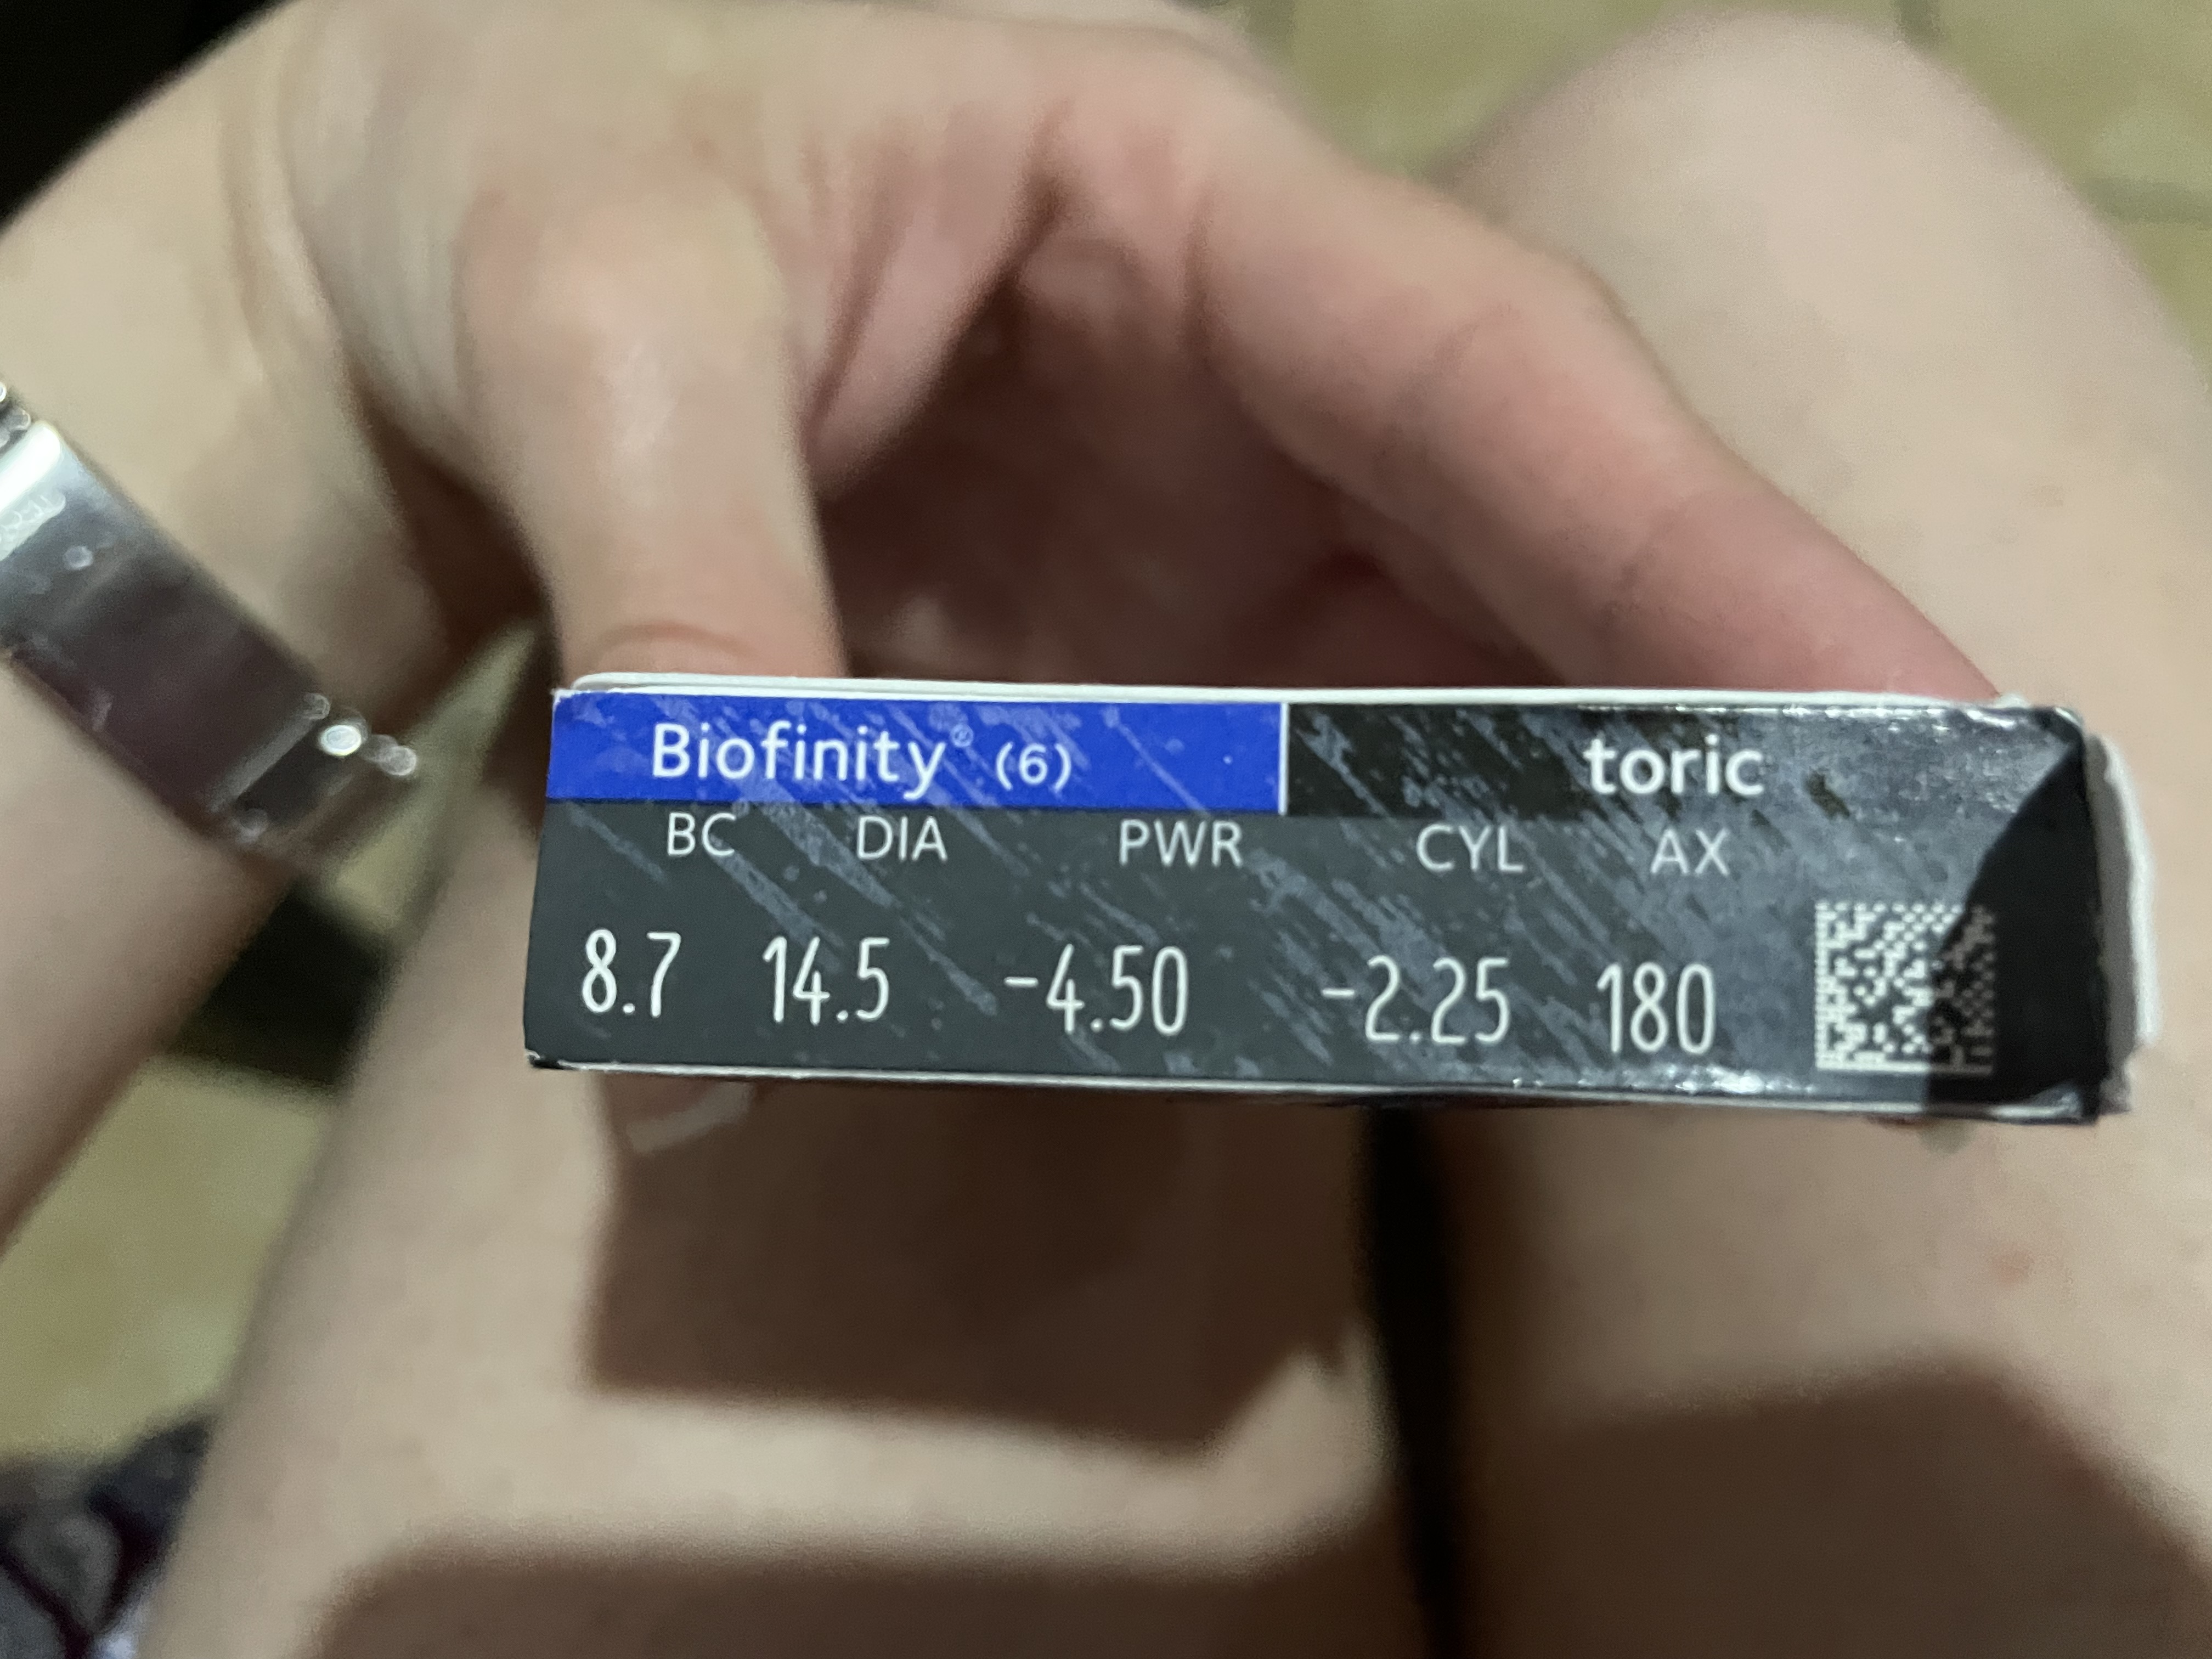 Biofinity® (6) toric
BC DIA PWR CYL AX
8.7 14.5 -4.50 -2.25 180